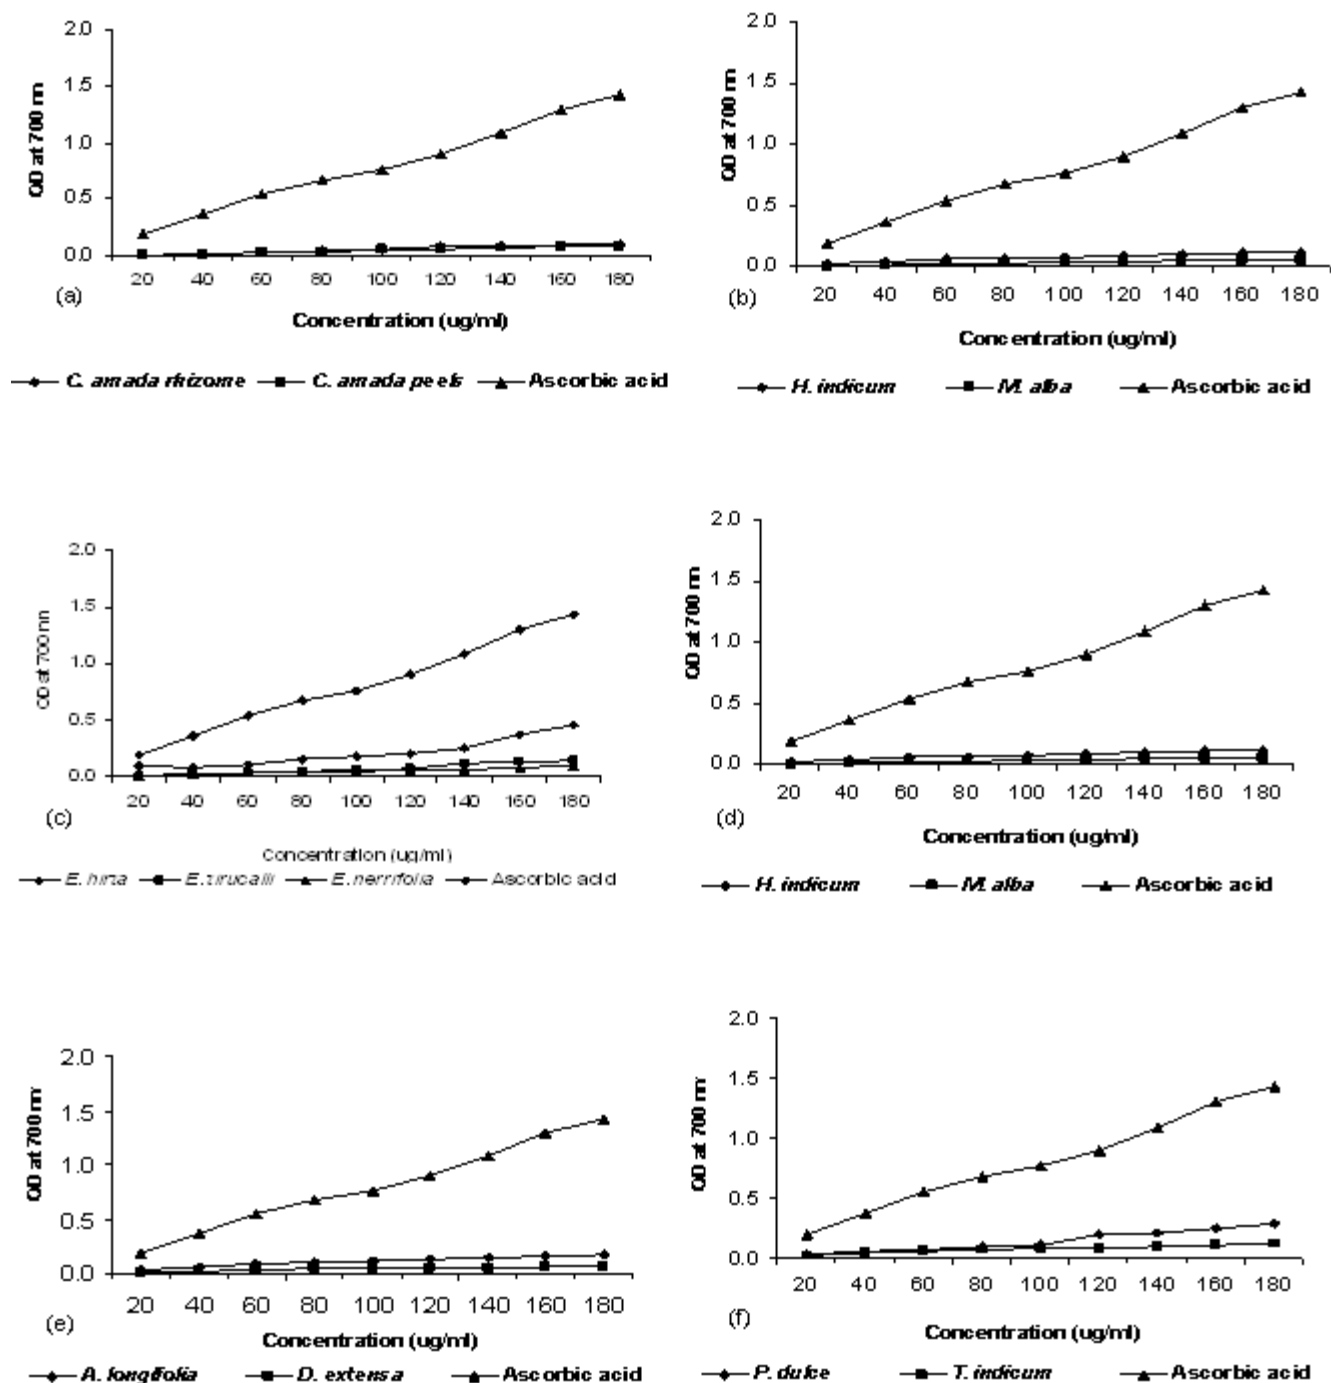 2.0
1.5
1.0
0.5
0.0
OD at 700 nm
20 40 60 80 100 120 140 160 180
(a)
Concentration (ug/ml)
C. amada rhizome C. amada peels Ascorbic acid
2.0
1.5
1.0
0.5
0.0
OD at 700 nm
20 40 60 80 100 120 140 160 180
(b)
Concentration (ug/ml)
H. indicum M. alba Ascorbic acid
2.0
1.5
1.0
0.5
0.0
OD at 700 nm
20 40 60 80 100 120 140 160 180
(c)
Concentration (ug/ml)
E. hirta E. tirucalli E. nerrifolia Ascorbic acid
2.0
1.5
1.0
0.5
0.0
OD at 700 nm
20 40 60 80 100 120 140 160 180
(d)
Concentration (ug/ml)
H. indicum M. alba Ascorbic acid
2.0
1.5
1.0
0.5
0.0
OD at 700 nm
20 40 60 80 100 120 140 160 180
(e)
Concentration (ug/ml)
A. longifolia D. extensa Ascorbic acid
2.0
1.5
1.0
0.5
0.0
OD at 700 nm
20 40 60 80 100 120 140 160 180
(f)
Concentration (ug/ml)
P. dulce T. indicum Ascorbic acid